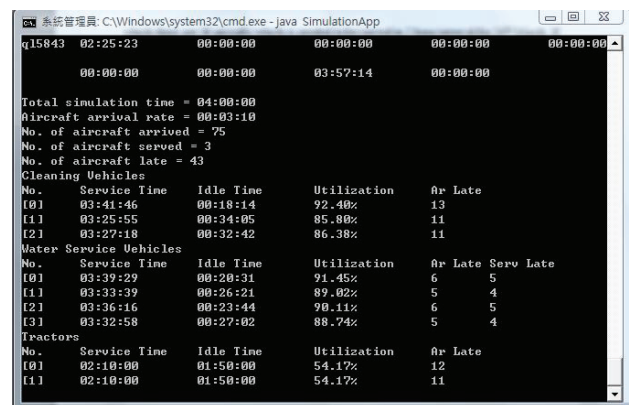 系統管理員: C:\Windows\system32\cmd.exe - java SimulationApp
ql5843 02:25:23 00:00:00 00:00:00 00:00:00 00:00:00
00:00:00 00:00:00 03:57:14 00:00:00
Total simulation time = 04:00:00
Aircraft arrival rate = 00:03:10
No. of aircraft arrived = 75
No. of aircraft served = 3
No. of aircraft late = 43
Cleaning Vehicles
No. Service Time Idle Time Utilization Ar Late
[0] 03:41:46 00:18:14 92.40% 13
[1] 03:25:55 00:34:05 85.80% 11
[2] 03:27:18 00:32:42 86.38% 11
Water Service Vehicles
No. Service Time Idle Time Utilization Ar Late Serv Late
[0] 03:39:29 00:20:31 91.45% 6 5
[1] 03:33:39 00:26:21 89.02% 5 4
[2] 03:36:16 00:23:44 90.11% 6 5
[3] 03:32:58 00:27:02 88.74% 5 4
Tractors
No. Service Time Idle Time Utilization Ar Late
[0] 02:10:00 01:50:00 54.17% 12
[1] 02:10:00 01:50:00 54.17% 11